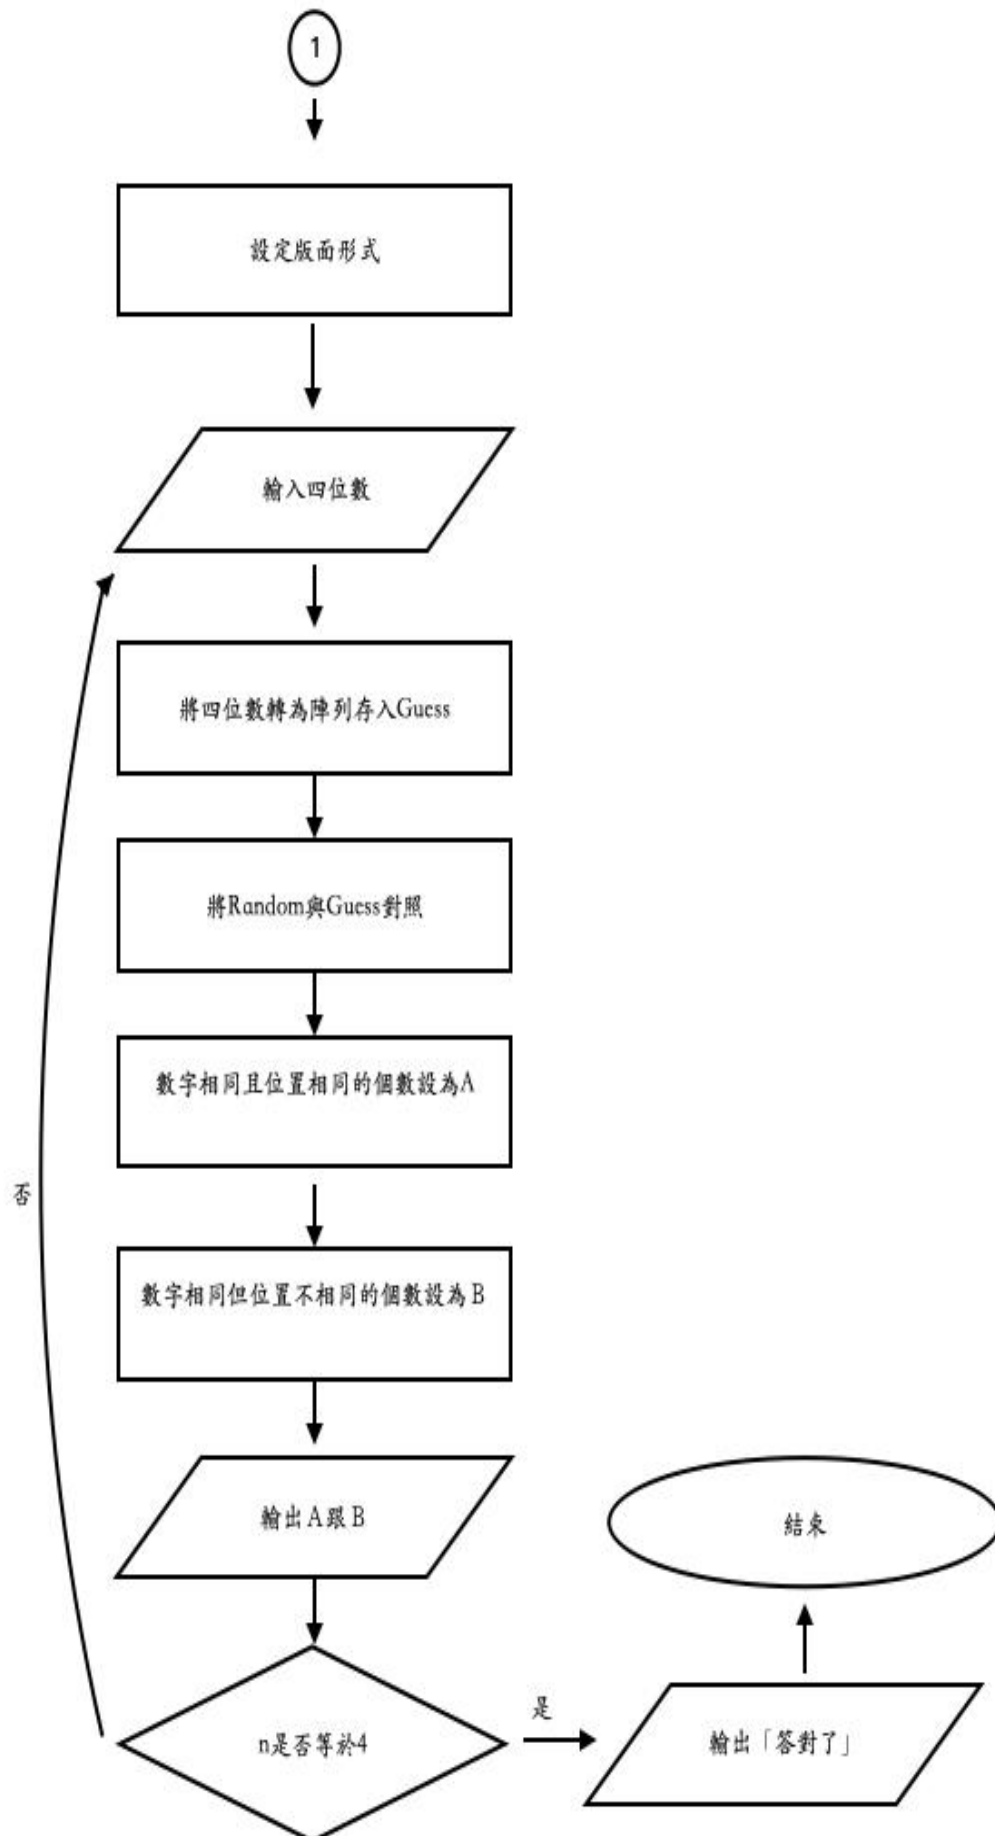 1
設定版面形式
輸入四位數
將四位數轉為陣列存入Guess
將Random與Guess對照
數字相同且位置相同的個數設為A
否
數字相同但位置不相同的個數設為B
輸出A跟B
結束
n是否等於4
是
輸出「答對了」